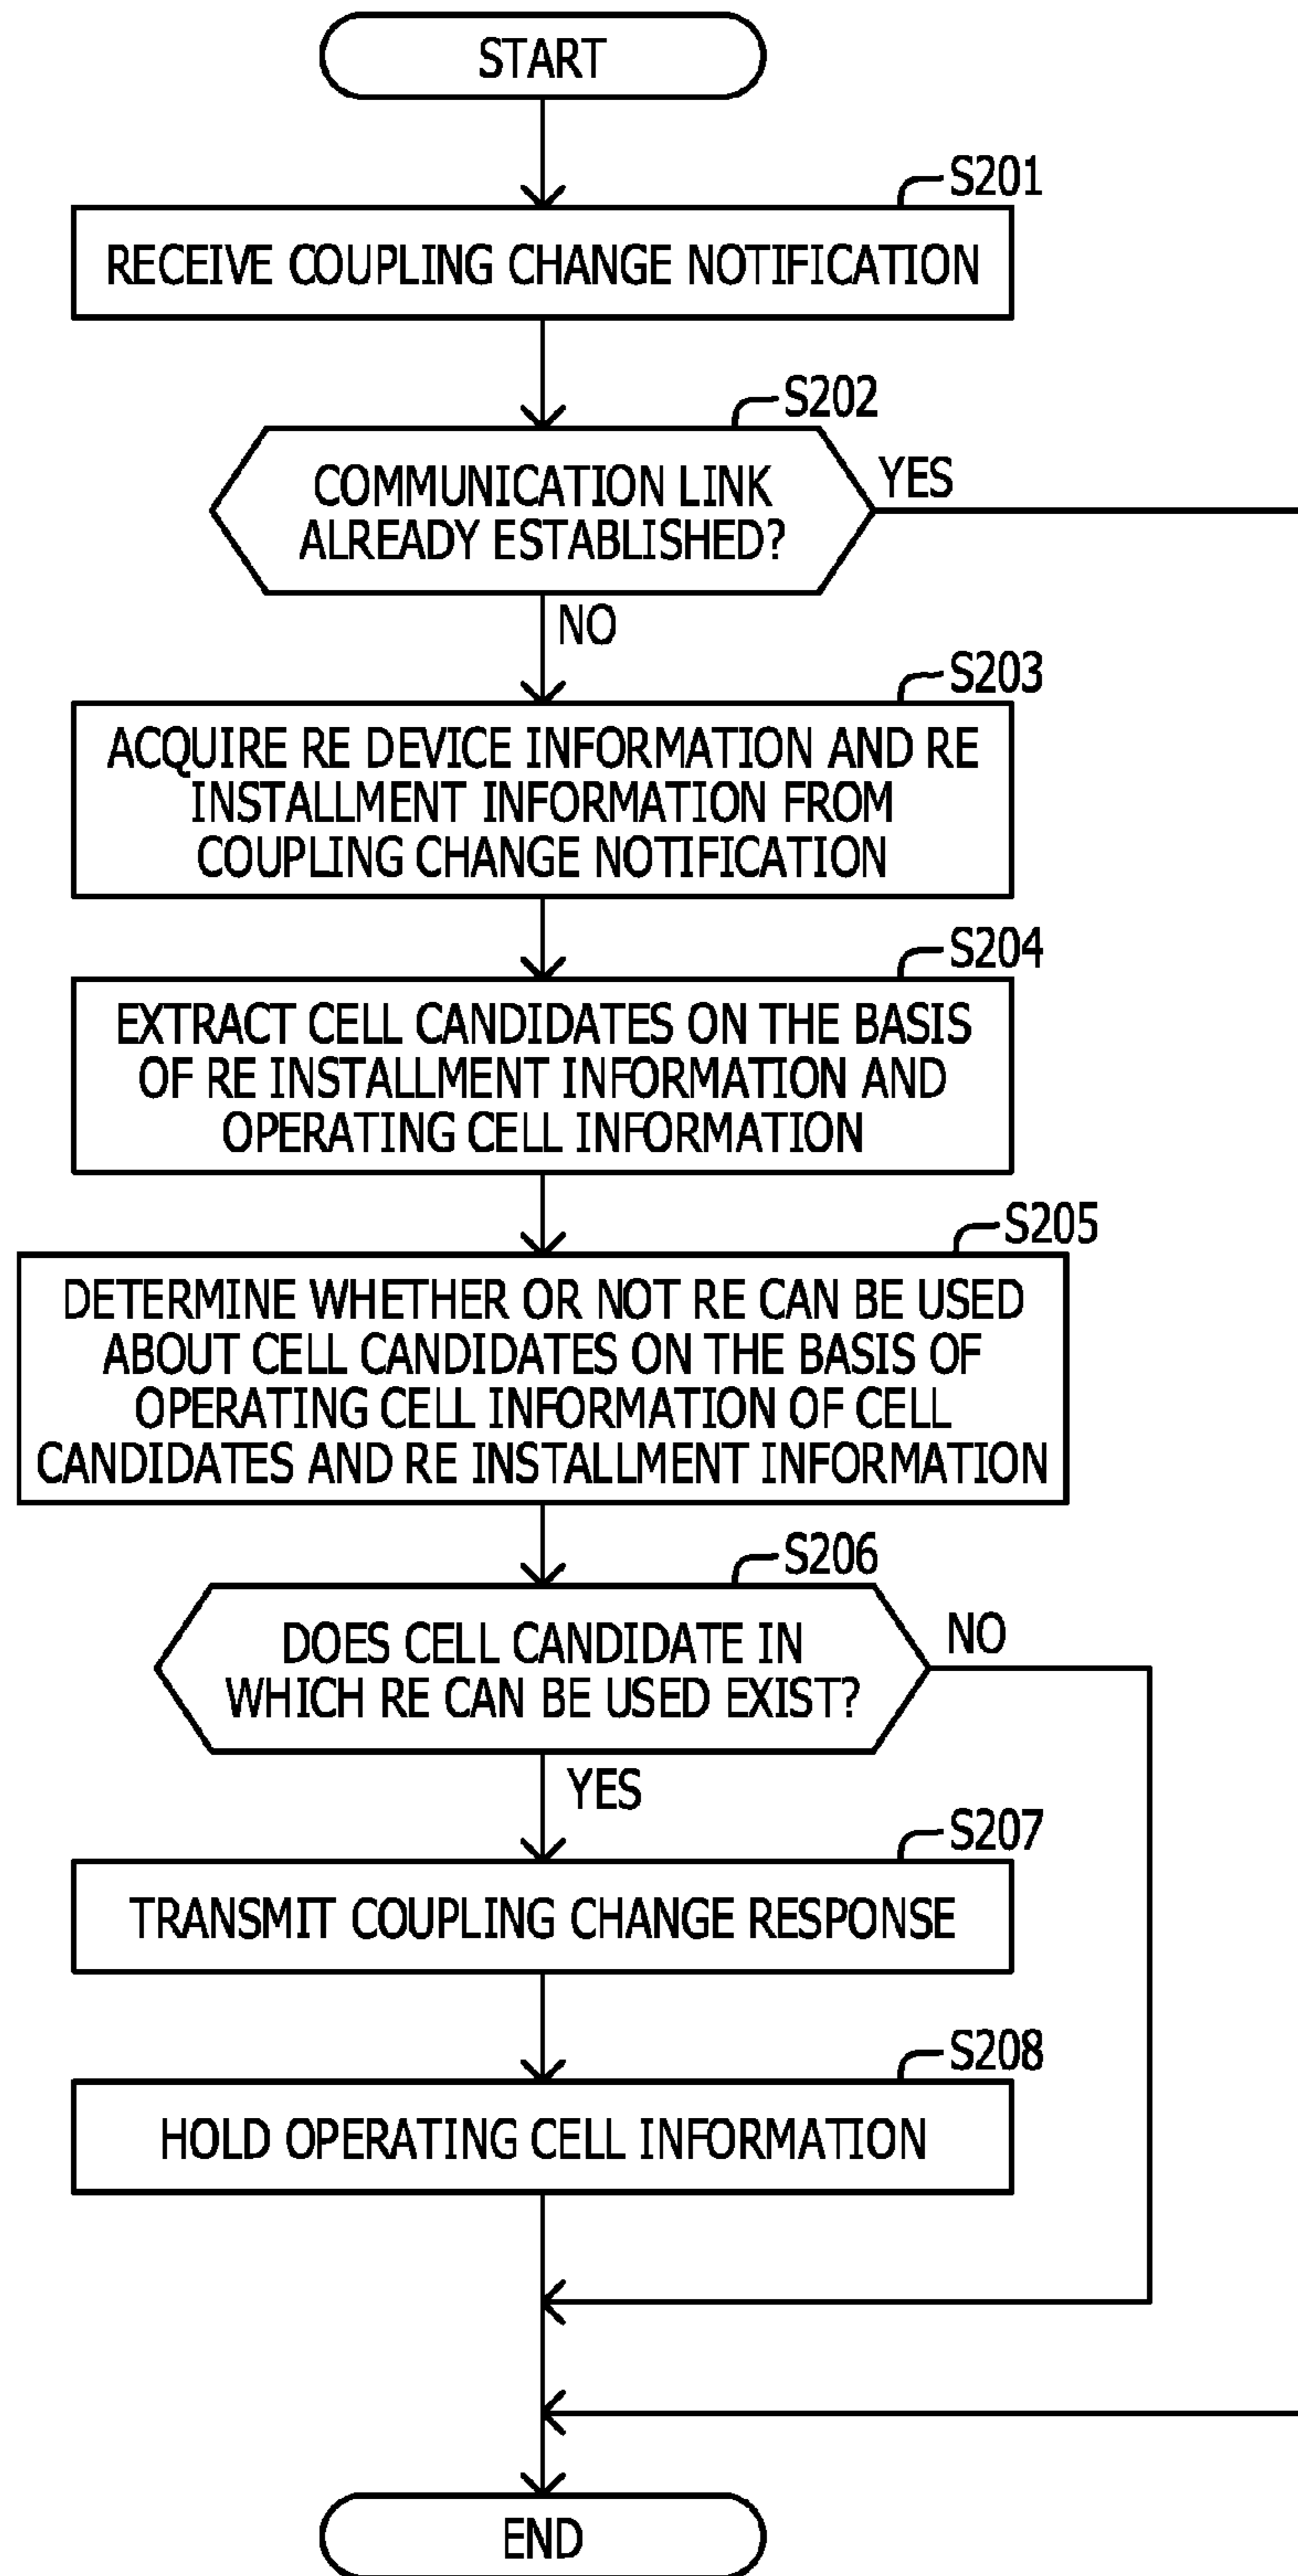 START
S201
RECEIVE COUPLING CHANGE NOTIFICATION
S202
COMMUNICATION LINK
ALREADY ESTABLISHED?
YES
NO
S203
ACQUIRE RE DEVICE INFORMATION AND RE
INSTALLMENT INFORMATION FROM
COUPLING CHANGE NOTIFICATION
S204
EXTRACT CELL CANDIDATES ON THE BASIS
OF RE INSTALLMENT INFORMATION AND
OPERATING CELL INFORMATION
S205
DETERMINE WHETHER OR NOT RE CAN BE USED
ABOUT CELL CANDIDATES ON THE BASIS OF
OPERATING CELL INFORMATION OF CELL
CANDIDATES AND RE INSTALLMENT INFORMATION
S206
DOES CELL CANDIDATE IN
WHICH RE CAN BE USED EXIST?
NO
YES
S207
TRANSMIT COUPLING CHANGE RESPONSE
S208
HOLD OPERATING CELL INFORMATION
END